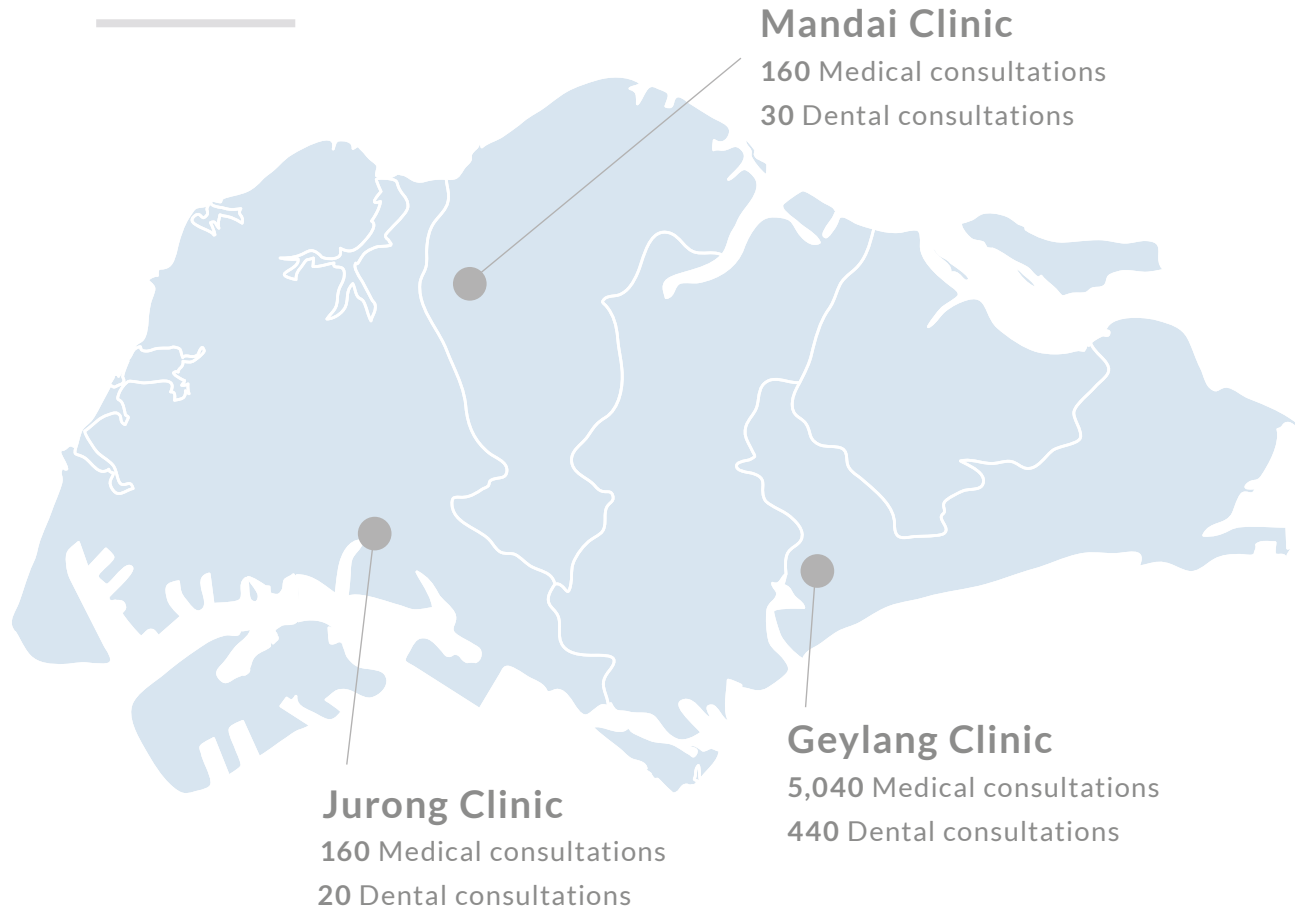 Mandai Clinic
160 Medical consultations
30 Dental consultations
Geylang Clinic
5,040 Medical consultations
440 Dental consultations
Jurong Clinic
160 Medical consultations
20 Dental consultations